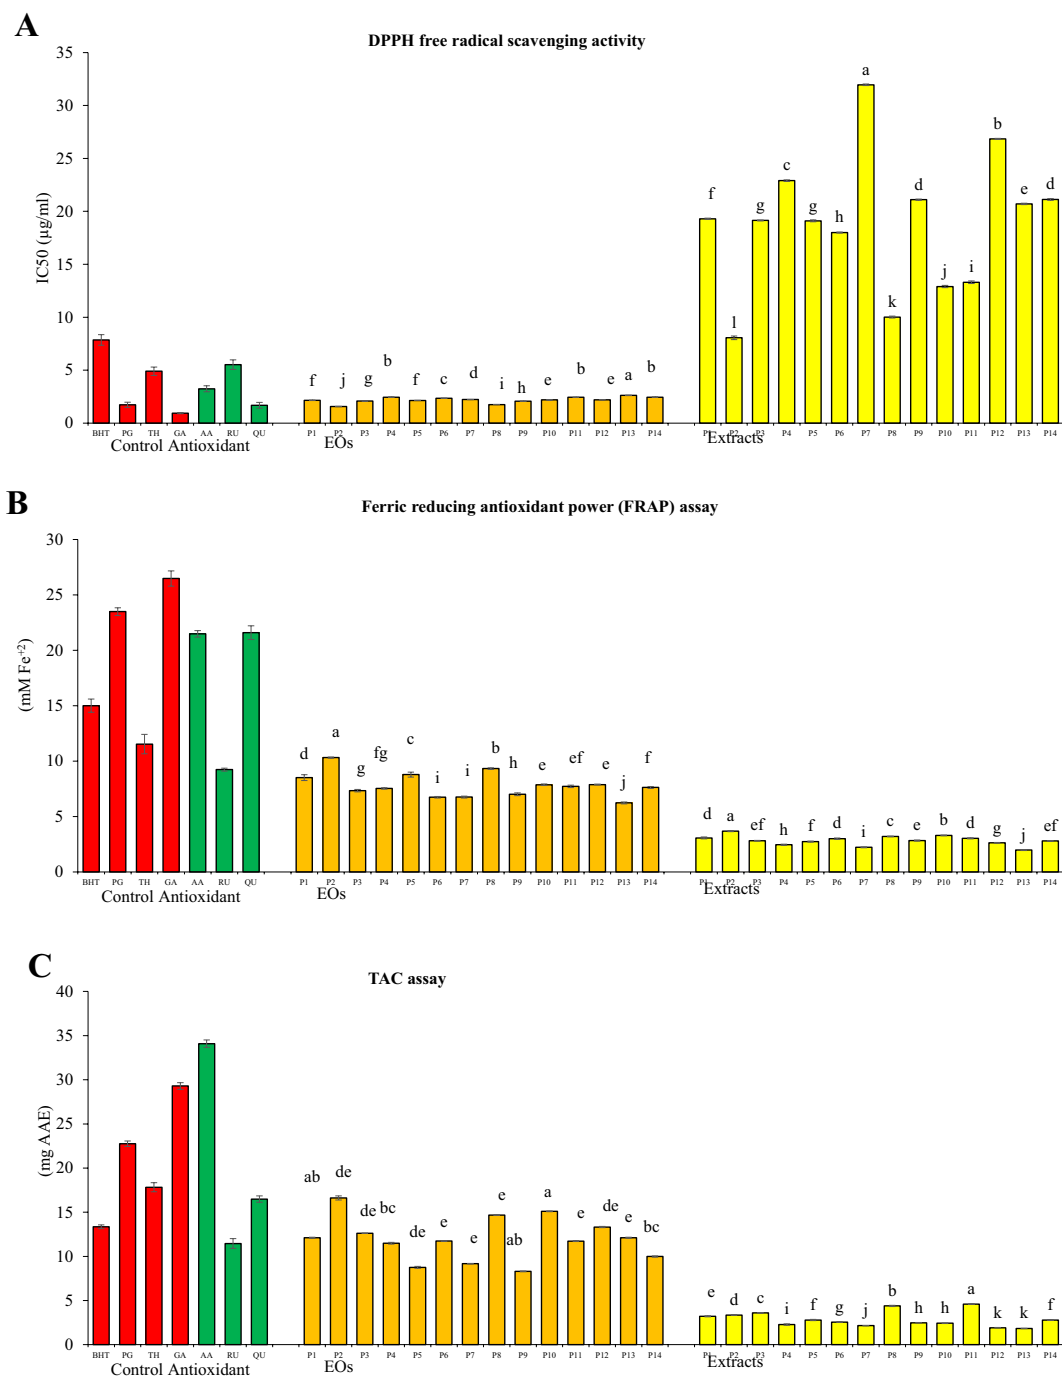 A
DPPH free radical scavenging activity
35
30
25
20
15
10
5
0
IC50 (µg/ml)
f j g b f c d i h e b e a b
f l g c g h a k d j i b e d
BHT PG TH GA AA RU QU P1 P2 P3 P4 P5 P6 P7 P8 P9 P10 P11 P12 P13 P14 P1 P2 P3 P4 P5 P6 P7 P8 P9 P10 P11 P12 P13 P14
Control Antioxidant EOs Extracts
B
Ferric reducing antioxidant power (FRAP) assay
30
25
20
15
10
5
0
(mM Fe+2)
d a g fg c i i b h e ef e j f
d a ef h f d i c e b d g j ef
BHT PG TH GA AA RU QU P1 P2 P3 P4 P5 P6 P7 P8 P9 P10 P11 P12 P13 P14 P1 P2 P3 P4 P5 P6 P7 P8 P9 P10 P11 P12 P13 P14
Control Antioxidant EOs Extracts
C
TAC assay
40
35
30
25
20
15
10
5
0
(mg AAE)
ab de de bc de e e e ab a e de e bc
e d c i f g j b h h a k k f
BHT PG TH GA AA RU QU P1 P2 P3 P4 P5 P6 P7 P8 P9 P10 P11 P12 P13 P14 P1 P2 P3 P4 P5 P6 P7 P8 P9 P10 P11 P12 P13 P14
Control Antioxidant EOs Extracts